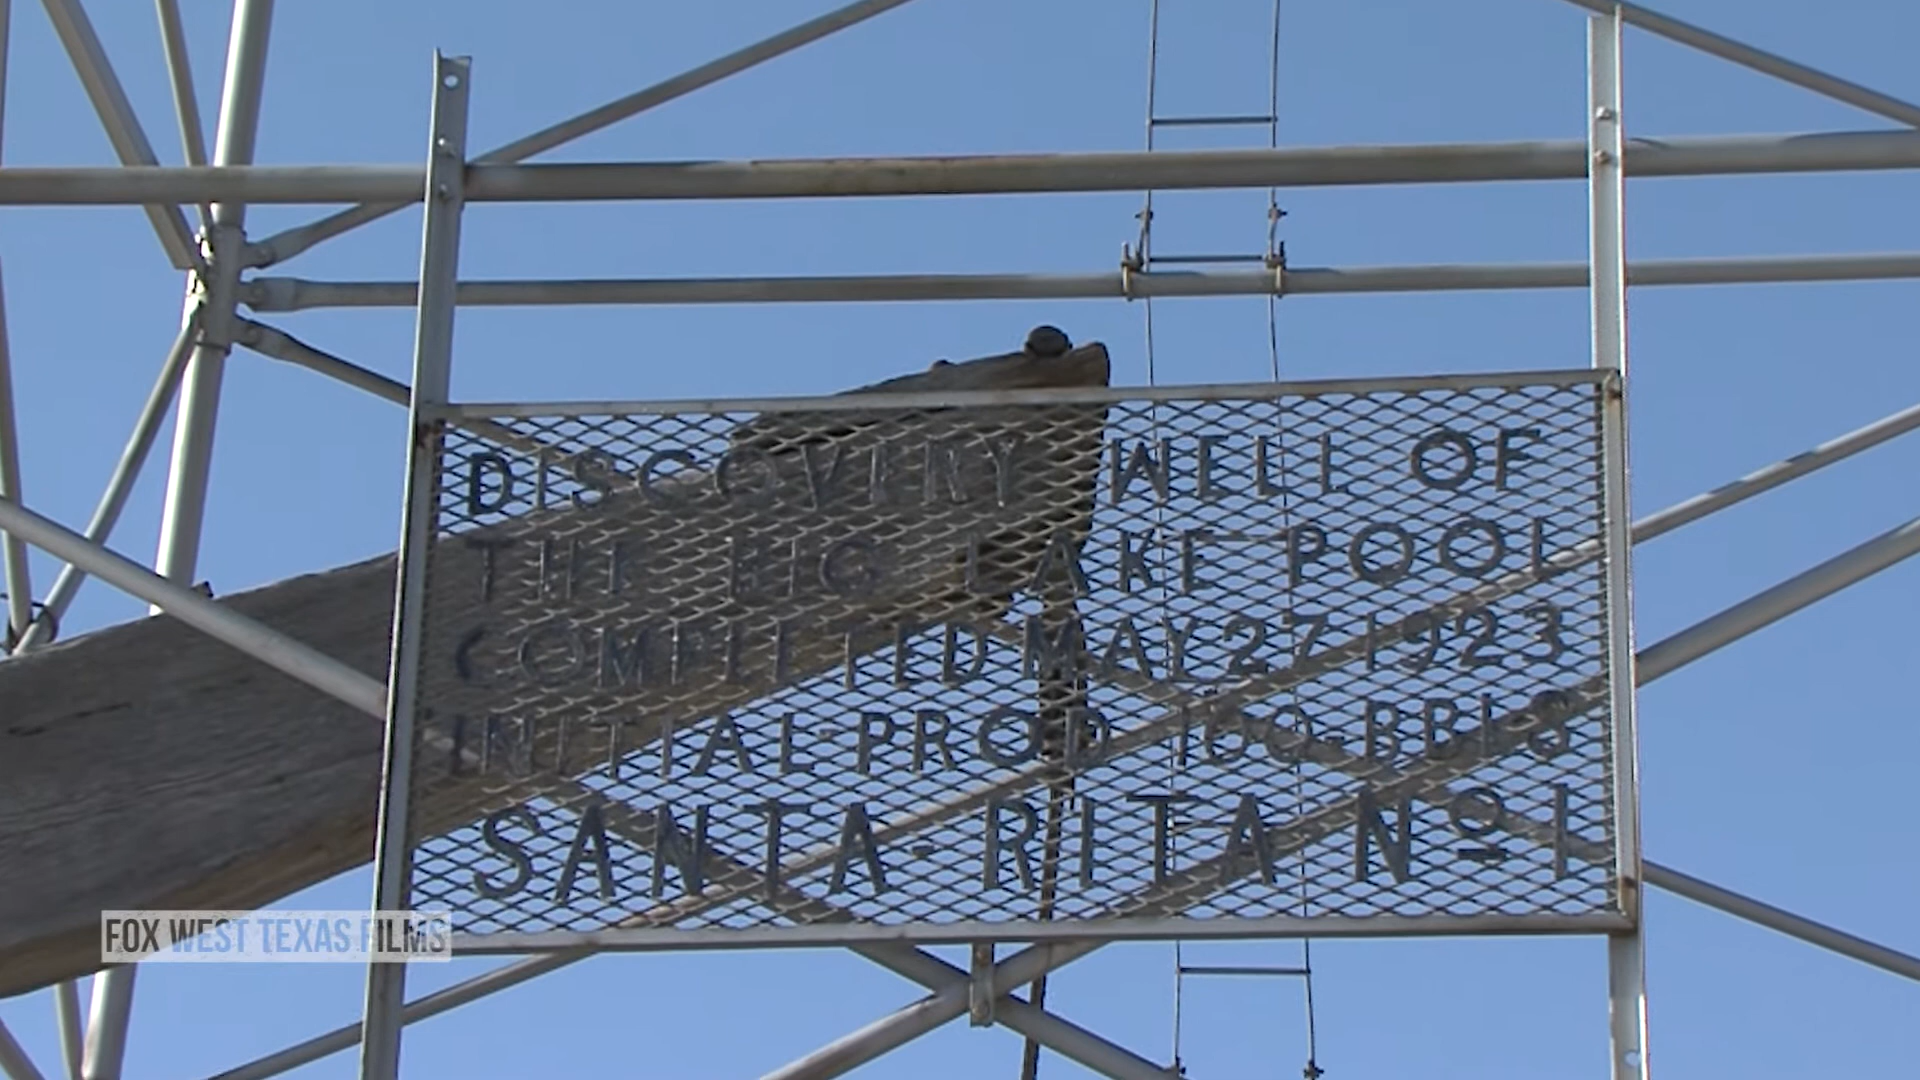 DISCOVERY WELL OF
THE BIG LAKE POOL
COMPLETED MAY 27 1923
INITIAL-PROD 100-BBLS
SANTA-RITA Nº 1
FOX WEST TEXAS FILMS